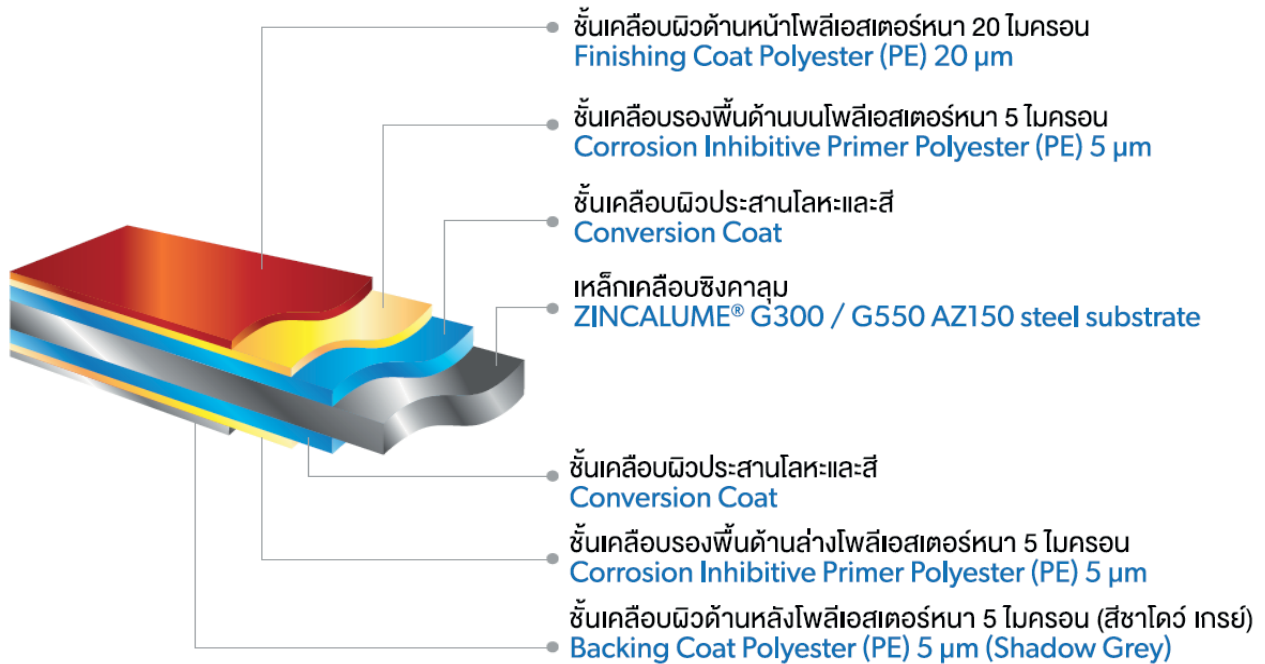 ชั้นเคลือบผิวด้านหน้าโพลีเอสเตอร์หนา 20 ไมครอน
Finishing Coat Polyester (PE) 20 μm
ชั้นเคลือบรองพื้นด้านบนโพลีเอสเตอร์หนา 5 ไมครอน
Corrosion Inhibitive Primer Polyester (PE) 5 μm
ชั้นเคลือบผิวประสานโลหะและสี
Conversion Coat
เหล็กเคลือบซิงคาลุม
ZINCALUME® G300 / G550 AZ150 steel substrate
ชั้นเคลือบผิวประสานโลหะและสี
Conversion Coat
ชั้นเคลือบรองพื้นด้านล่างโพลีเอสเตอร์หนา 5 ไมครอน
Corrosion Inhibitive Primer Polyester (PE) 5 μm
ชั้นเคลือบผิวด้านหลังโพลีเอสเตอร์หนา 5 ไมครอน (สีชาโดว์ เกรย์)
Backing Coat Polyester (PE) 5 μm (Shadow Grey)